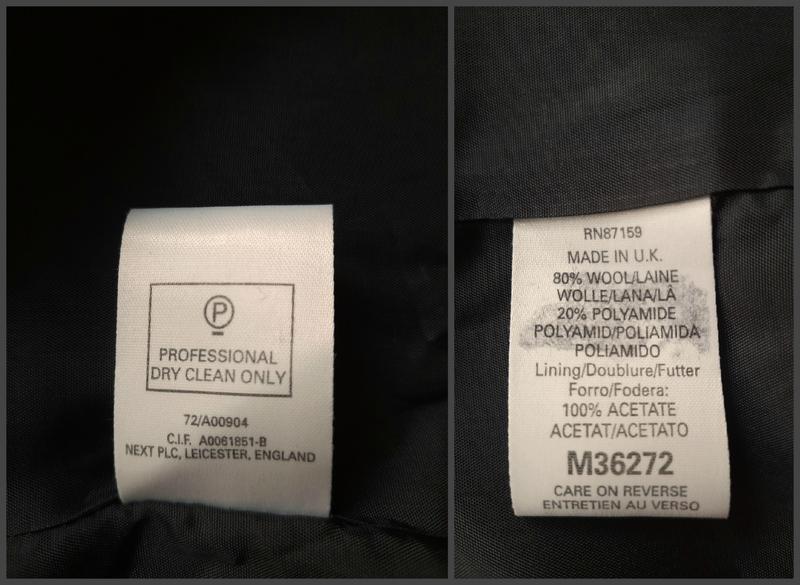 P
PROFESSIONAL
DRY CLEAN ONLY
72/A00904
C.I.F. A0061851-B
NEXT PLC, LEICESTER, ENGLAND
RN87159
MADE IN U.K.
80% WOOL/LAINE
WOLLE/LANA/LÂ
20% POLYAMIDE
POLYAMID/POLIAMIDA
POLIAMIDO
Lining/Doublure/Futter
Forro/Fodera:
100% ACETATE
ACETAT/ACETATO
M36272
CARE ON REVERSE
ENTRETIEN AU VERSO